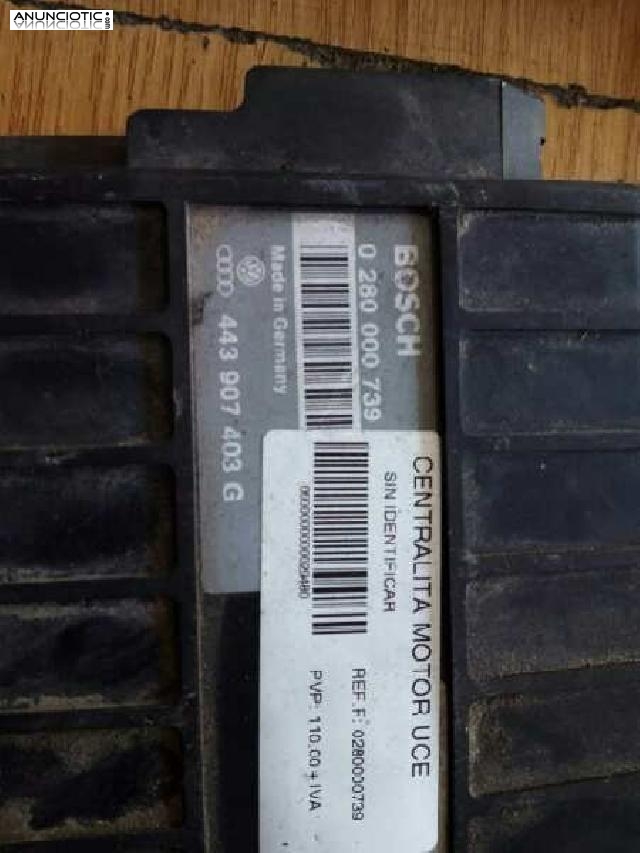 ANUNCIOTIC.com
BOSCH
0 280 000 739
Made in Germany
443 907 403 G
CENTRALITA MOTOR UCE
SIN IDENTIFICAR
REF. F: 0280000739
PVP: 110,00 + IVA